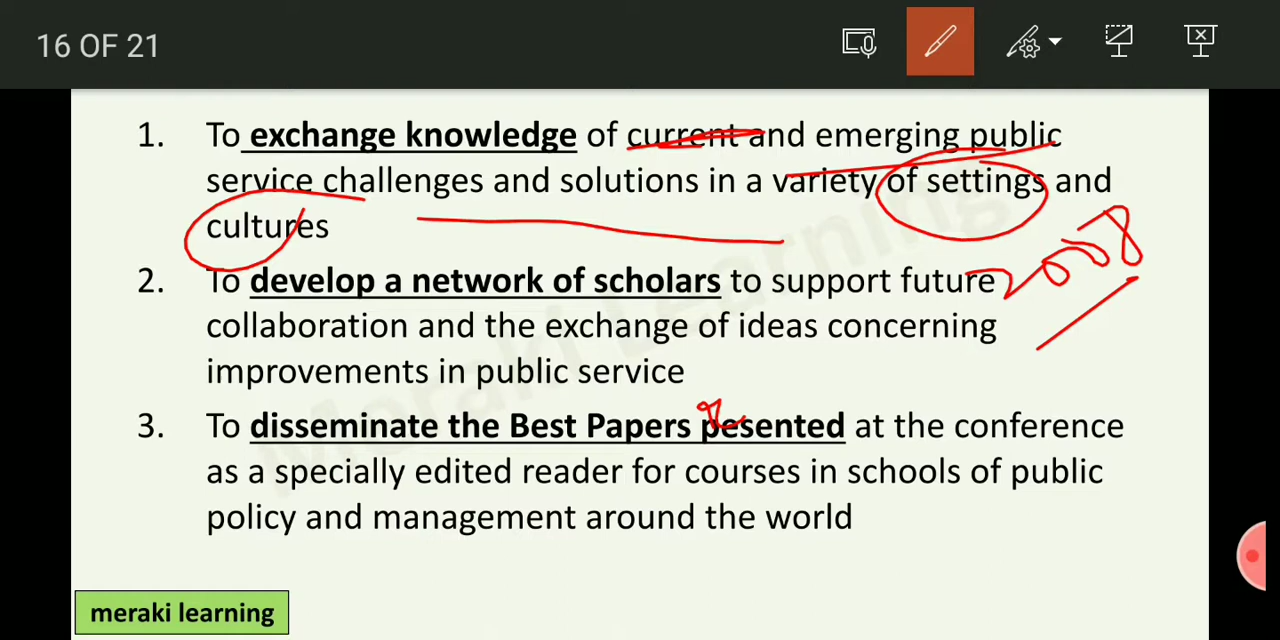 16 OF 21
1. To exchange knowledge of current and emerging public
service challenges and solutions in a variety of settings and
cultures
2. To develop a network of scholars to support future
2008
collaboration and the exchange of ideas concerning
improvements in public service
3. To disseminate the Best Papers pesented at the conference
as a specially edited reader for courses in schools of public
policy and management around the world
Meraki Learning
meraki learning